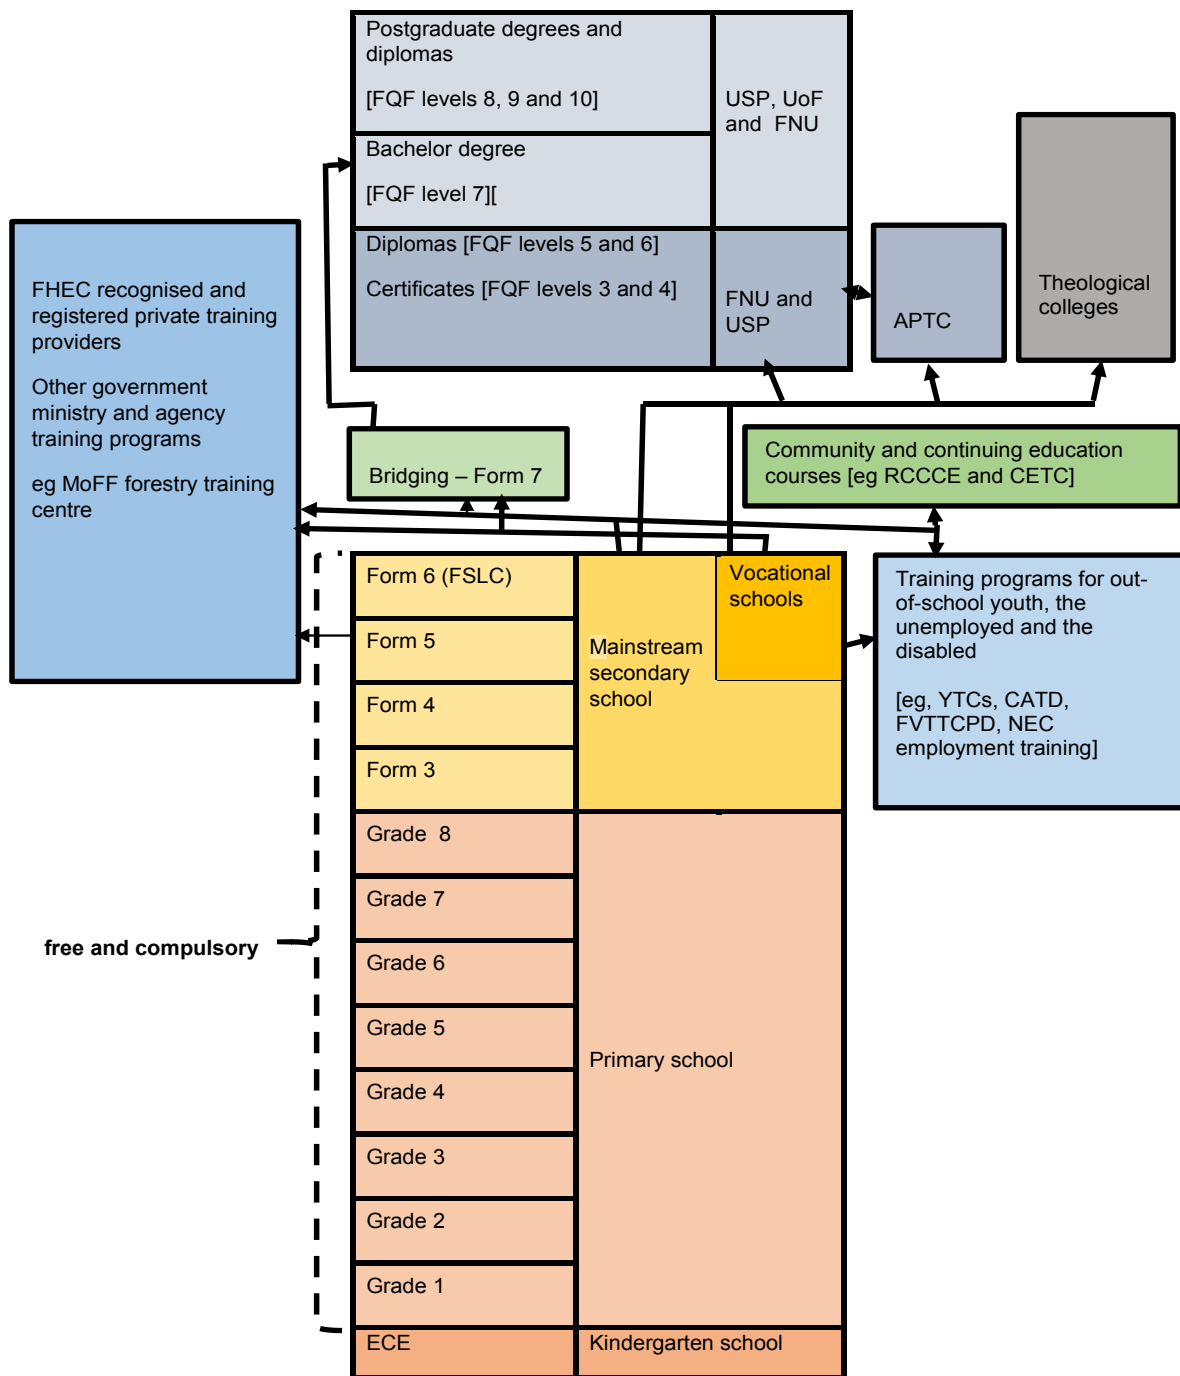 Postgraduate degrees and
diplomas
[FQF levels 8, 9 and 10]
USP, UoF
and FNU
Bachelor degree
[FQF level 7][
Diplomas [FQF levels 5 and 6]
Certificates [FQF levels 3 and 4]
FNU and
USP
APTC
Theological
colleges
FHEC recognised and
registered private training
providers
Other government
ministry and agency
training programs
eg MoFF forestry training
centre
Bridging – Form 7
Community and continuing education
courses [eg RCCCE and CETC]
Form 6 (FSLC)
Form 5
Form 4
Form 3
Mainstream
secondary
school
Vocational
schools
Training programs for out-
of-school youth, the
unemployed and the
disabled
[eg, YTCs, CATD,
FVTTCPD, NEC
employment training]
Grade 8
Grade 7
Grade 6
Grade 5
Grade 4
Grade 3
Grade 2
Grade 1
Primary school
free and compulsory
ECE
Kindergarten school